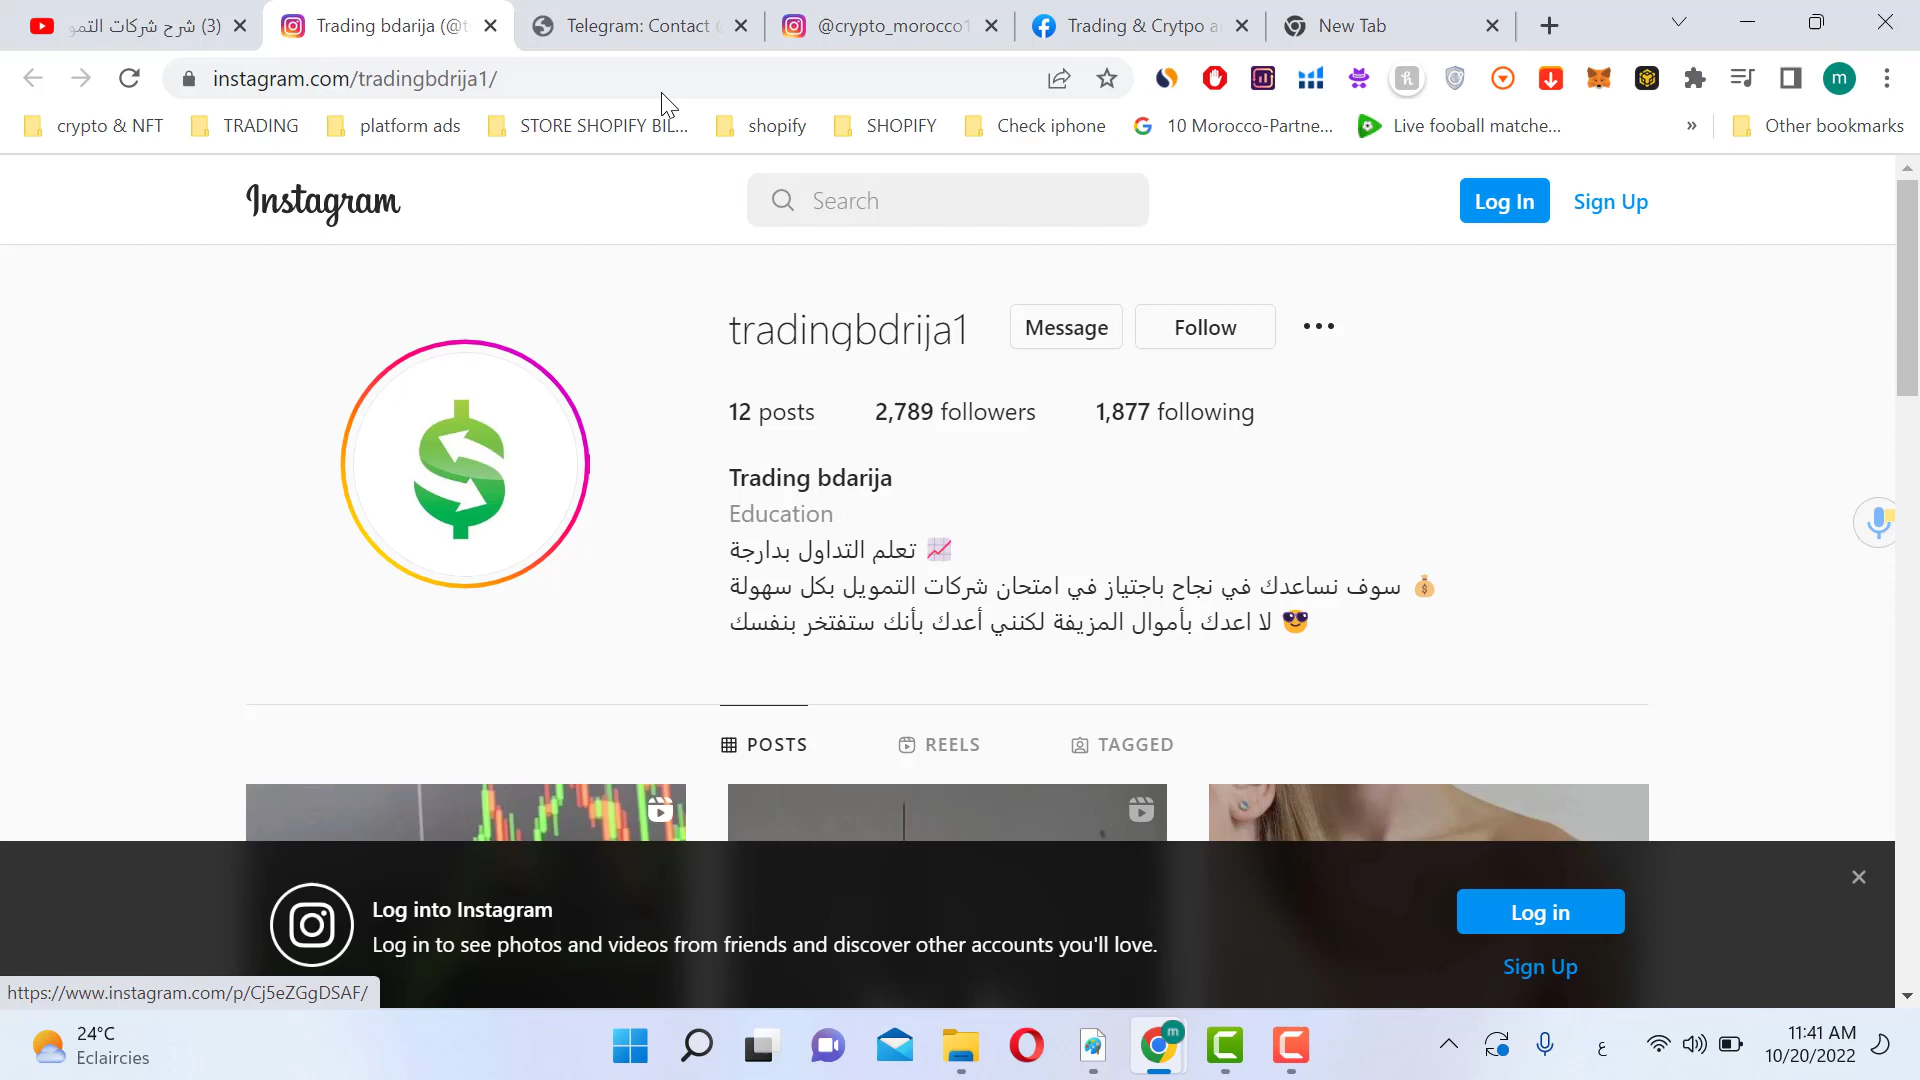 (3) شرح شركات التمو
Trading bdarija (@t
Telegram: Contact
@crypto_morocco1
Trading & Crytpo a
New Tab
instagram.com/tradingbdrija1/
m
crypto & NFT
TRADING
platform ads
STORE SHOPIFY BIL...
shopify
SHOPIFY
Check iphone
10 Morocco-Partne...
Live fooball matche...
»
Other bookmarks
Instagram
Search
Log In
Sign Up
tradingbdrija1
Message
Follow
12 posts
2,789 followers
1,877 following
Trading bdarija
Education
تعلم التداول بدارجة 📈
سوف نساعدك في نجاح باجتياز في امتحان شركات التمويل بكل سهولة 💰
لا اعدك بأموال المزيفة لكنني أعدك بأنك ستفتخر بنفسك 😎
POSTS
REELS
TAGGED
Log into Instagram
Log in to see photos and videos from friends and discover other accounts you'll love.
Log in
Sign Up
https://www.instagram.com/p/Cj5eZGgDSAF/
24°C
Eclaircies
m
ع
11:41 AM
10/20/2022